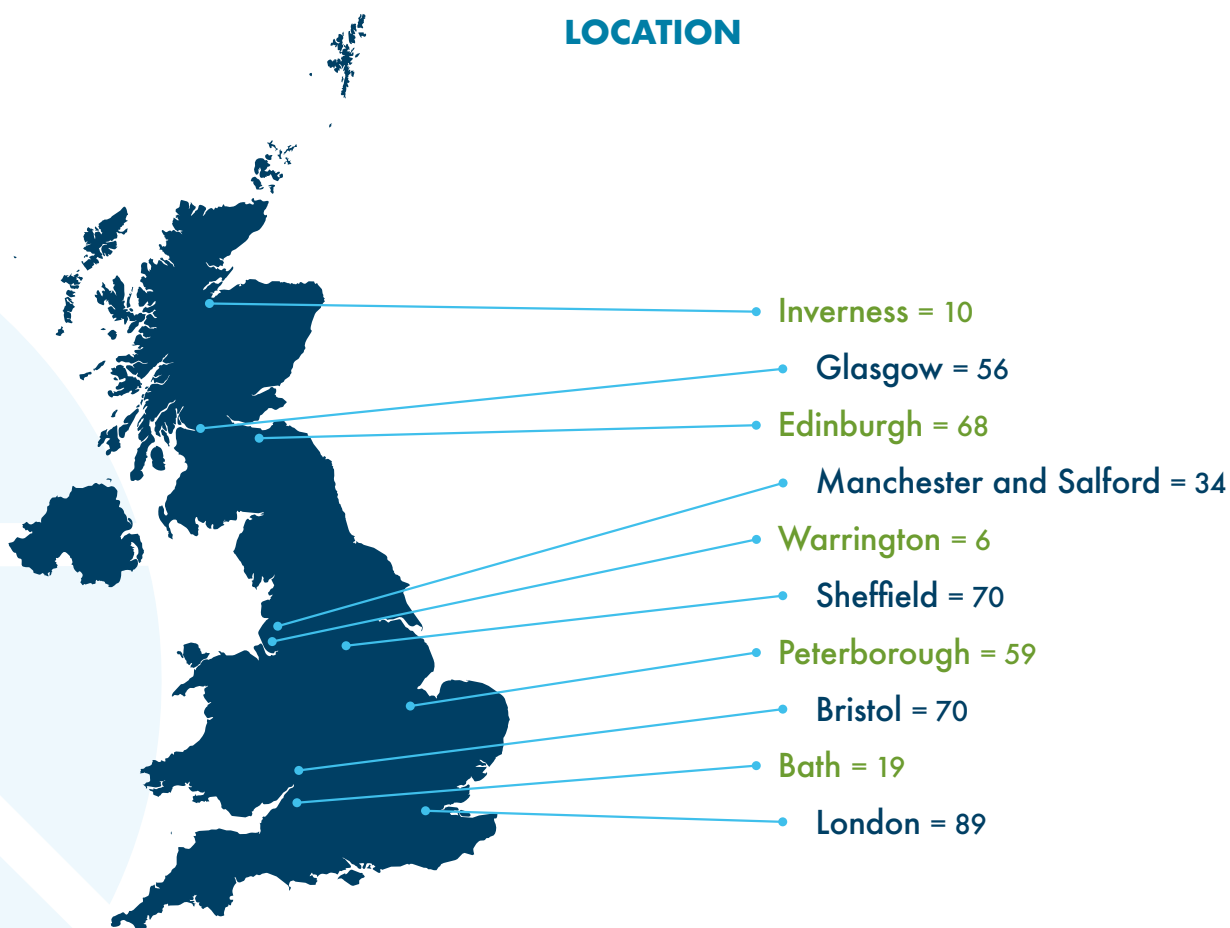 LOCATION
Inverness = 10
Glasgow = 56
Edinburgh = 68
Manchester and Salford = 34
Warrington = 6
Sheffield = 70
Peterborough = 59
Bristol = 70
Bath = 19
London = 89